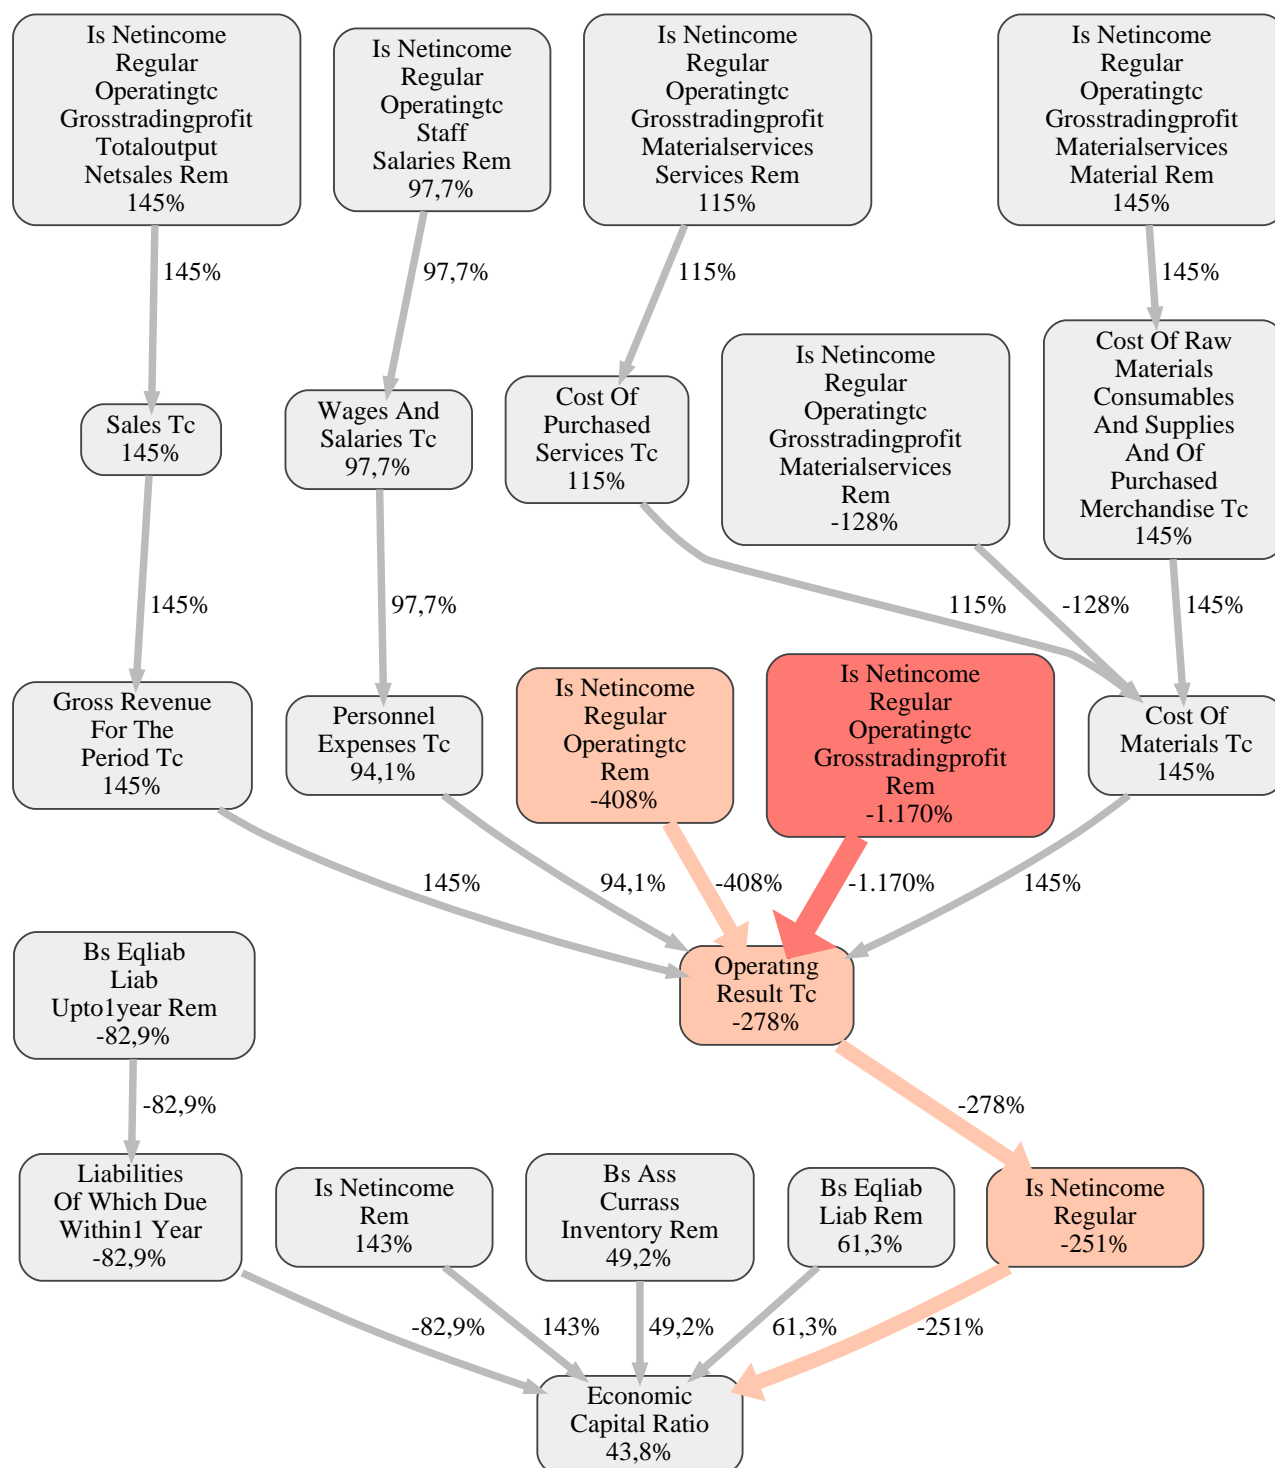 Is Netincome
Regular
Operatingtc
Grosstradingprofit
Totaloutput
Netsales Rem
145%
Is Netincome
Regular
Operatingtc
Staff
Salaries Rem
97,7%
Is Netincome
Regular
Operatingtc
Grosstradingprofit
Materialservices
Services Rem
115%
Is Netincome
Regular
Operatingtc
Grosstradingprofit
Materialservices
Material Rem
145%
145%
97,7%
115%
145%
Sales Tc
145%
Wages And
Salaries Tc
97,7%
Cost Of
Purchased
Services Tc
115%
Is Netincome
Regular
Operatingtc
Grosstradingprofit
Materialservices
Rem
-128%
Cost Of Raw
Materials
Consumables
And Supplies
And Of
Purchased
Merchandise Tc
145%
145%
97,7%
115%
-128%
145%
Gross Revenue
For The
Period Tc
145%
Personnel
Expenses Tc
94,1%
Is Netincome
Regular
Operatingtc
Rem
-408%
Is Netincome
Regular
Operatingtc
Grosstradingprofit
Rem
-1.170%
Cost Of
Materials Tc
145%
145%
94,1%
-408%
-1.170%
145%
Bs Eqliab
Liab
Upto1year Rem
-82,9%
Operating
Result Tc
-278%
-82,9%
-278%
Liabilities
Of Which Due
Within1 Year
-82,9%
Is Netincome
Rem
143%
Bs Ass
Currass
Inventory Rem
49,2%
Bs Eqliab
Liab Rem
61,3%
Is Netincome
Regular
-251%
-82,9%
143%
49,2%
61,3%
-251%
Economic
Capital Ratio
43,8%